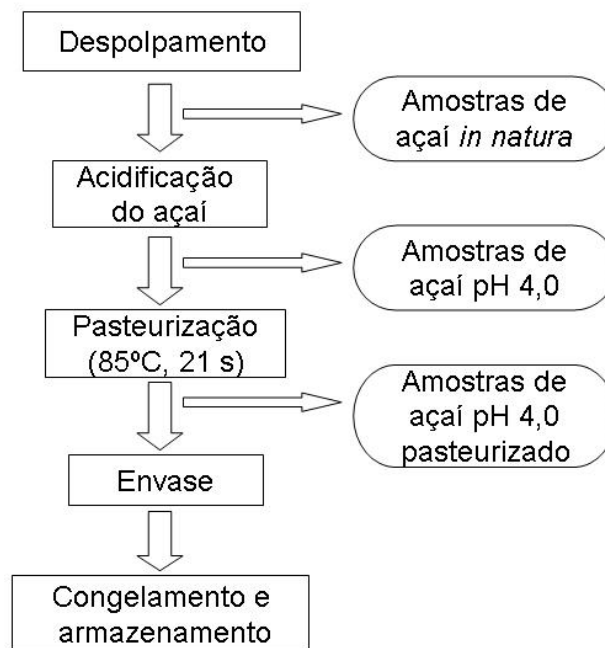 Despolpamento
Amostras de
açaí in natura
Acidificação
do açaí
Amostras de
açaí pH 4,0
Pasteurização
(85ºC, 21 s)
Amostras de
açaí pH 4,0
pasteurizado
Envase
Congelamento e
armazenamento